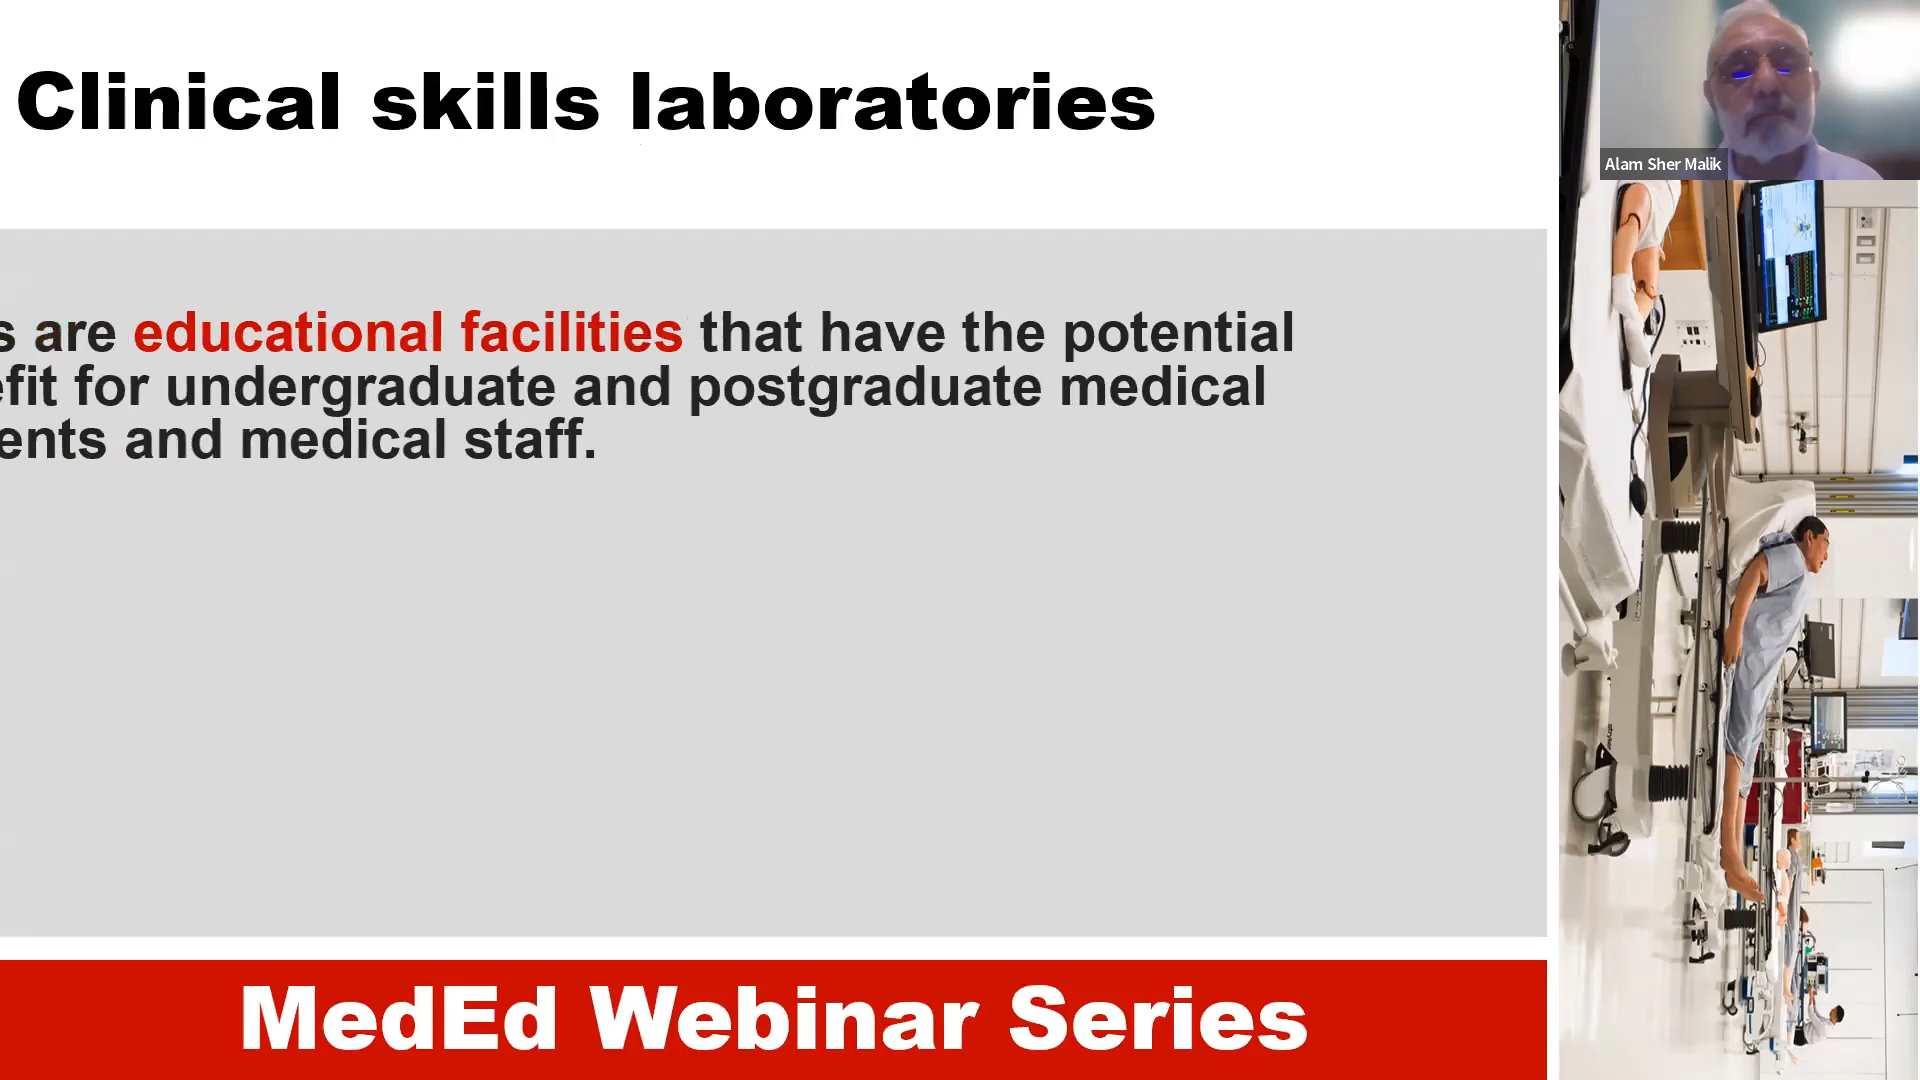 Clinical skills laboratories
Alam Sher Malik
s are educational facilities that have the potential
efit for undergraduate and postgraduate medical
ents and medical staff.
MedEd Webinar Series